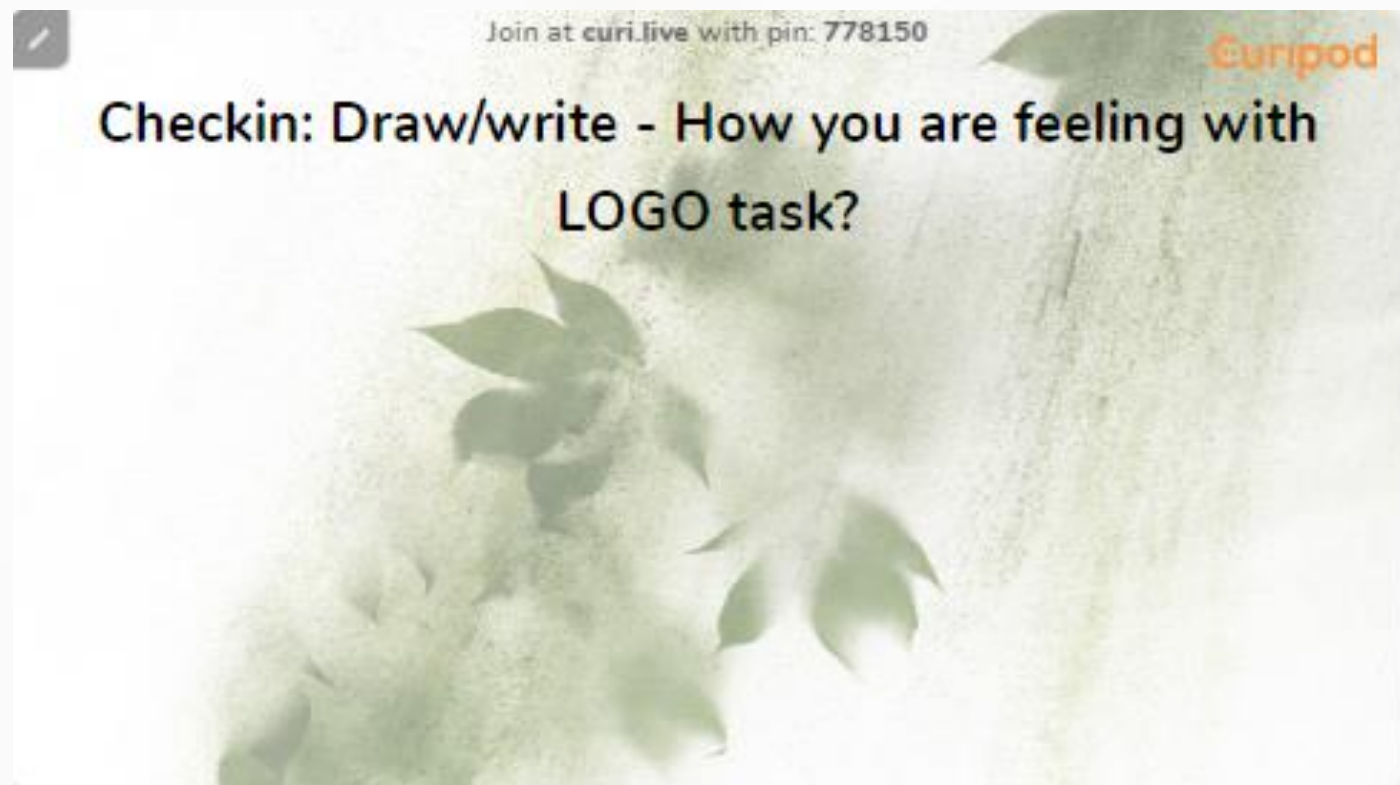 Join at curi.live with pin: 778150
Curipod
Checkin: Draw/write - How you are feeling with
LOGO task?